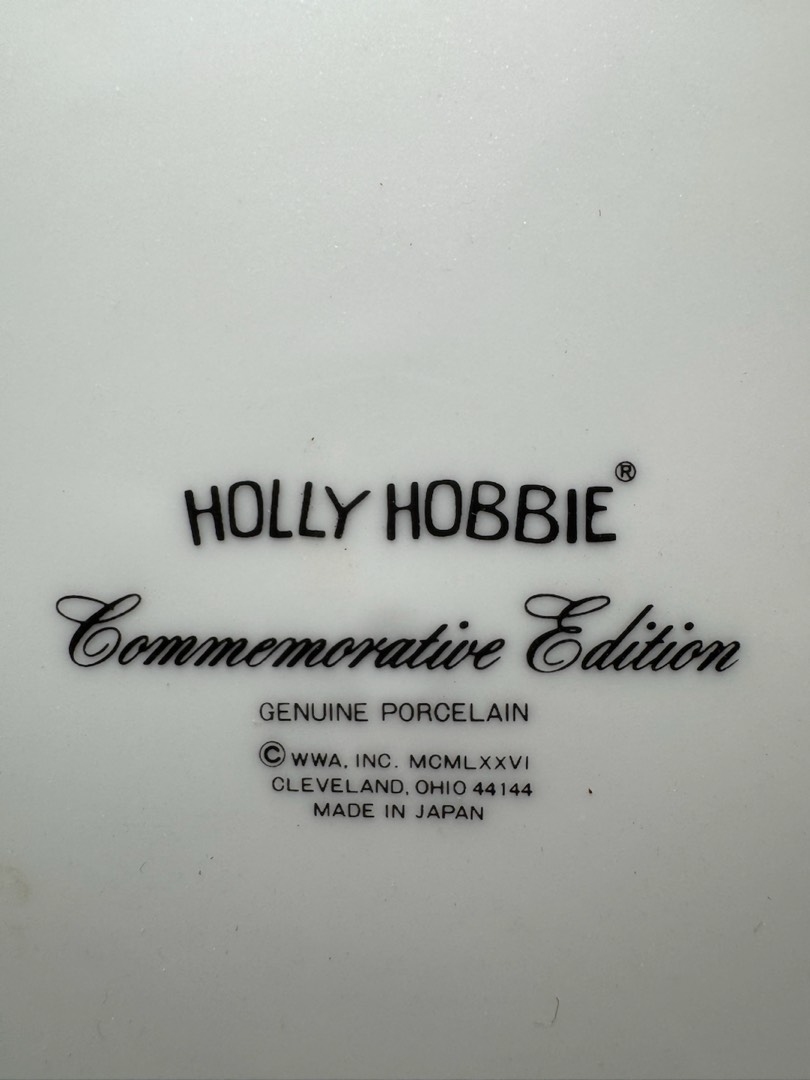 HOLLY HOBBIE®
Commemorative Edition
GENUINE PORCELAIN
© WWA, INC. MCMLXXVI
CLEVELAND, OHIO 44144
MADE IN JAPAN